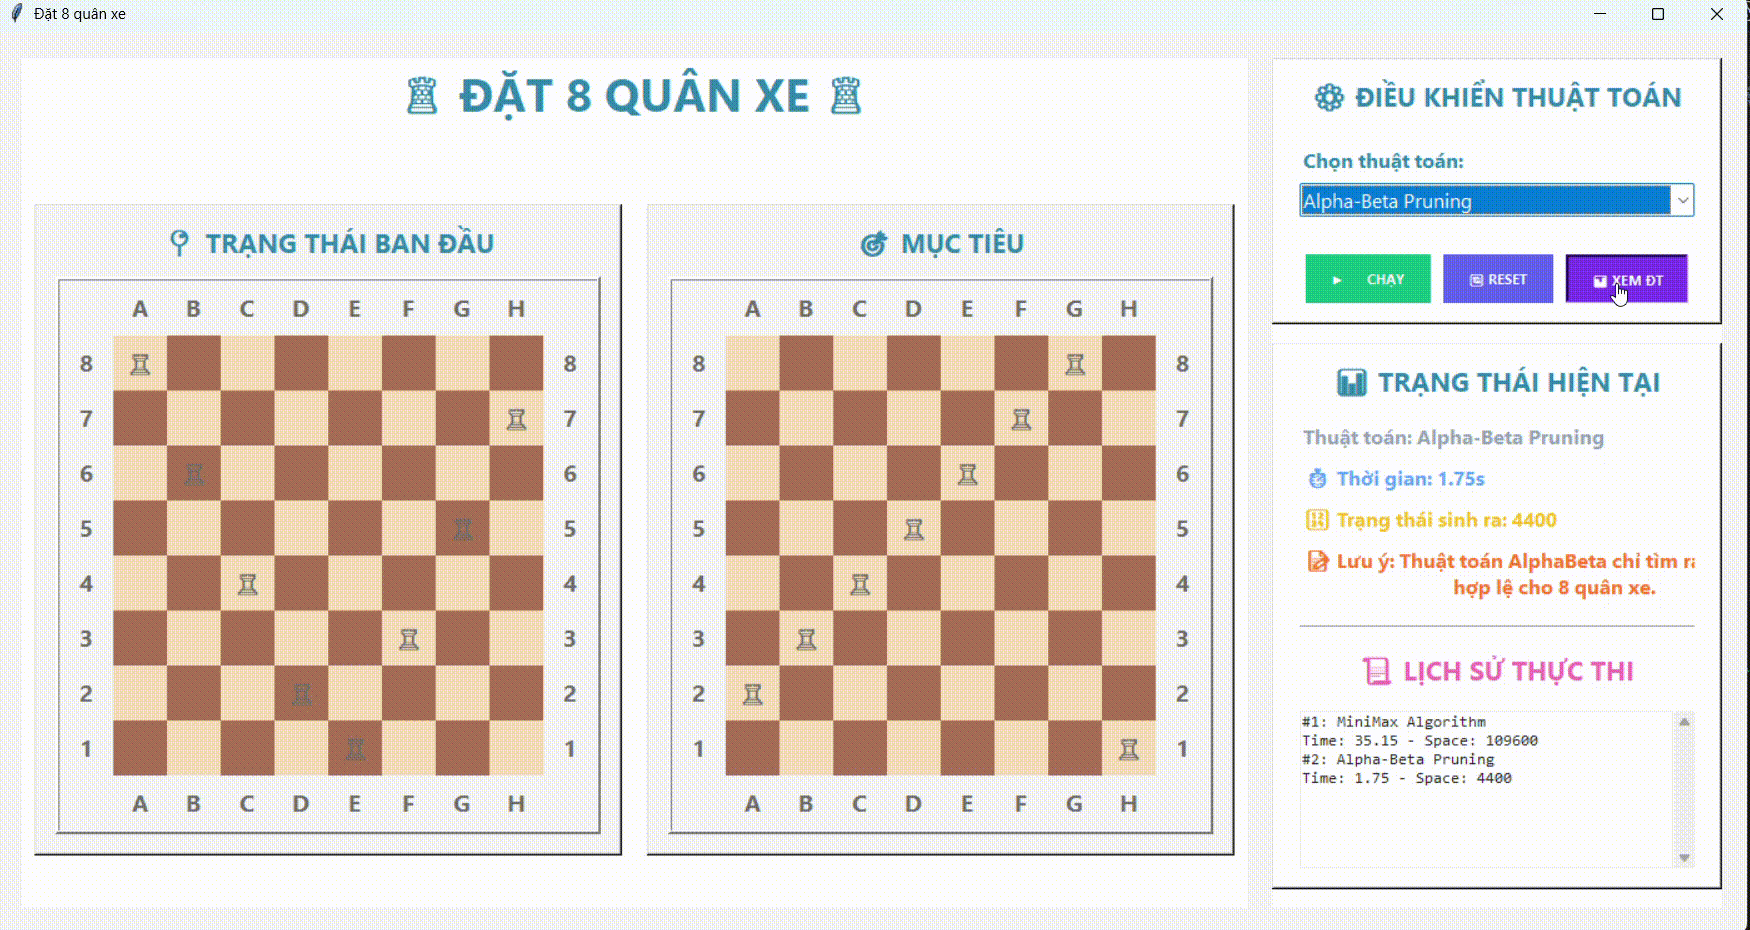 Đặt 8 quân xe
ĐẶT 8 QUÂN XE
TRẠNG THÁI BAN ĐẦU
A B C D E F G H
8 8
7 7
6 6
5 5
4 4
3 3
2 2
1 1
A B C D E F G H
MỤC TIÊU
A B C D E F G H
8 8
7 7
6 6
5 5
4 4
3 3
2 2
1 1
A B C D E F G H
ĐIỀU KHIỂN THUẬT TOÁN
Chọn thuật toán:
Alpha-Beta Pruning
CHẠY
RESET
XEM ĐT
TRẠNG THÁI HIỆN TẠI
Thuật toán: Alpha-Beta Pruning
Thời gian: 1.75s
Trạng thái sinh ra: 4400
Lưu ý: Thuật toán AlphaBeta chỉ tìm ra
hợp lệ cho 8 quân xe.
LỊCH SỬ THỰC THI
#1: MiniMax Algorithm
Time: 35.15 - Space: 109600
#2: Alpha-Beta Pruning
Time: 1.75 - Space: 4400